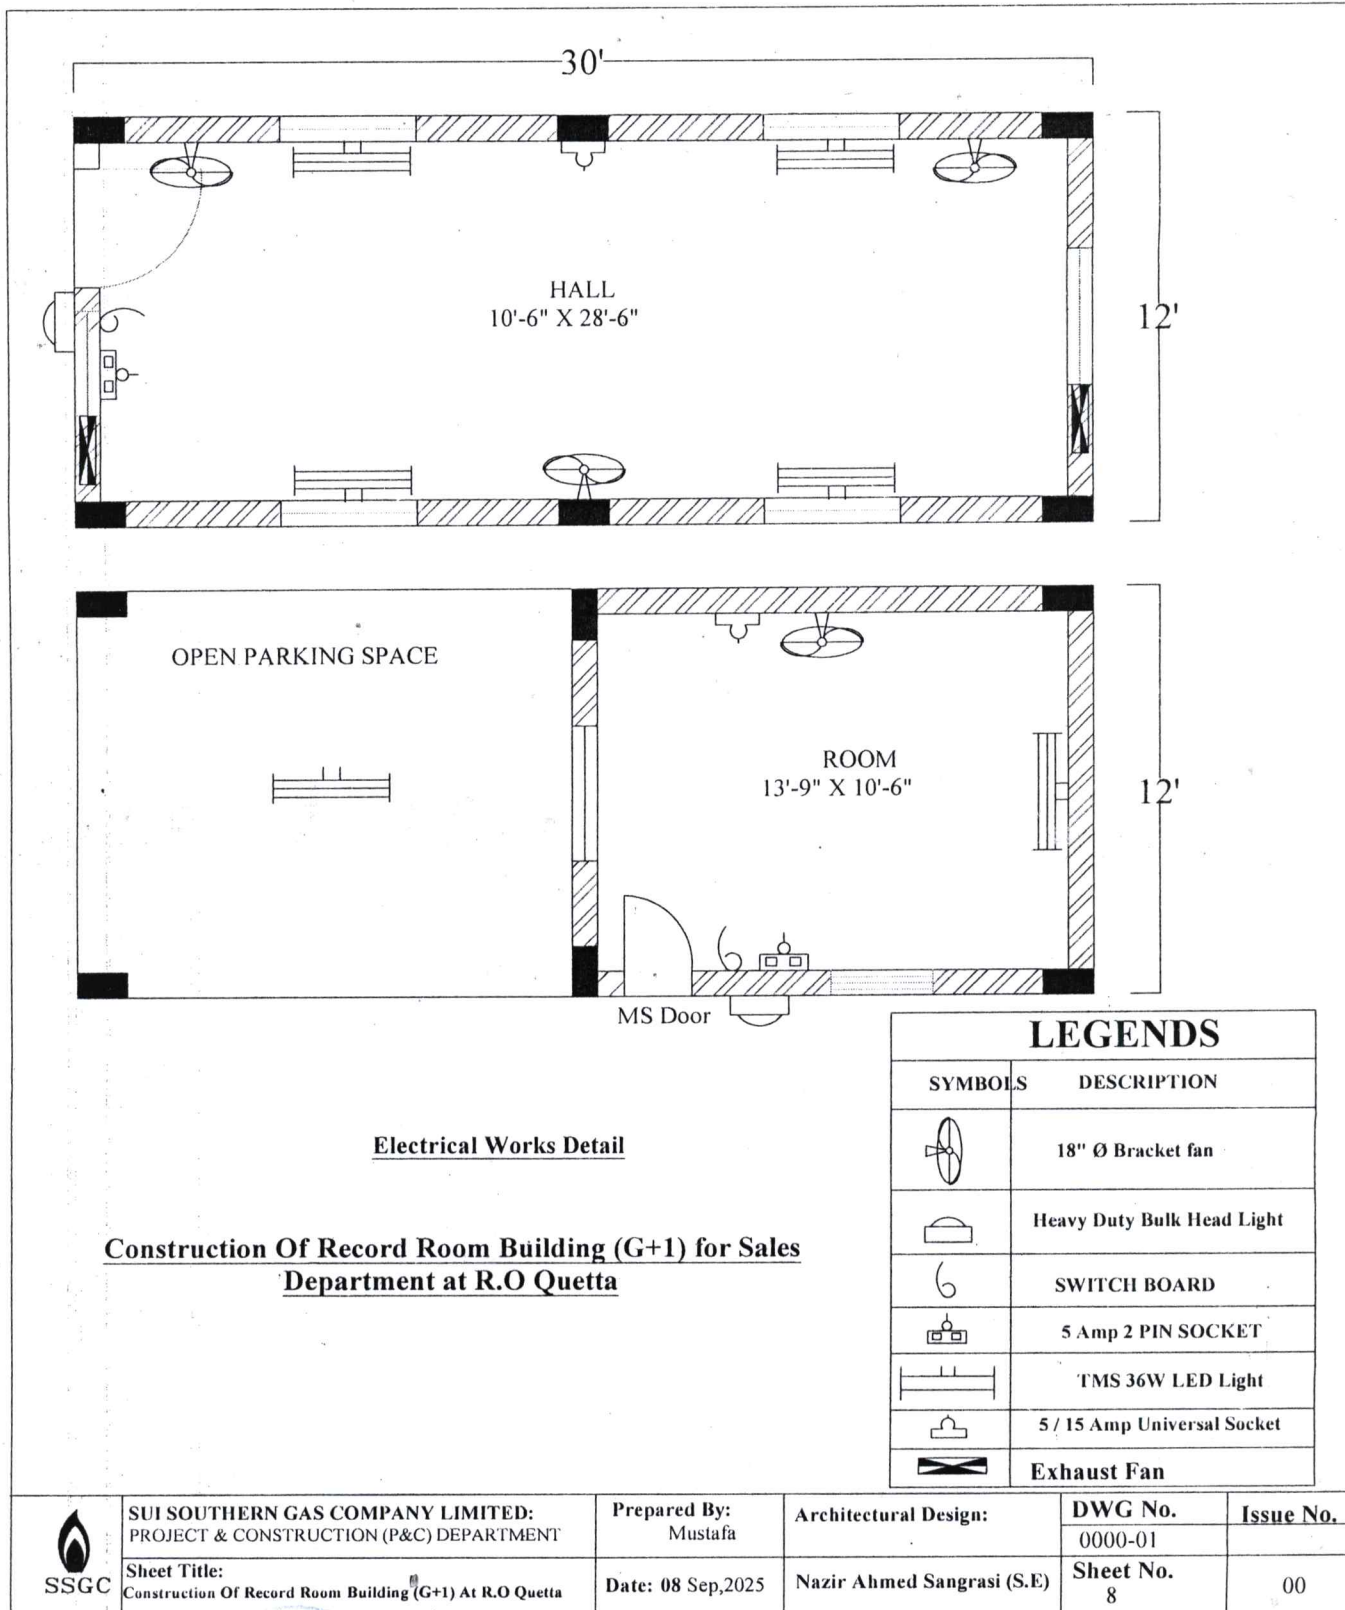 30'
HALL
10'-6" X 28'-6"
12'
OPEN PARKING SPACE
ROOM
13'-9" X 10'-6"
12'
MS Door
LEGENDS
SYMBOLS DESCRIPTION
18" Ø Bracket fan
Heavy Duty Bulk Head Light
SWITCH BOARD
5 Amp 2 PIN SOCKET
TMS 36W LED Light
5 / 15 Amp Universal Socket
Exhaust Fan
Electrical Works Detail
Construction Of Record Room Building (G+1) for Sales
Department at R.O Quetta
SSGC
SUI SOUTHERN GAS COMPANY LIMITED:
PROJECT & CONSTRUCTION (P&C) DEPARTMENT
Sheet Title:
Construction Of Record Room Building (G+1) At R.O Quetta
Prepared By:
Mustafa
Date: 08 Sep,2025
Architectural Design:
Nazir Ahmed Sangrasi (S.E)
DWG No.
0000-01
Sheet No.
8
Issue No.
00